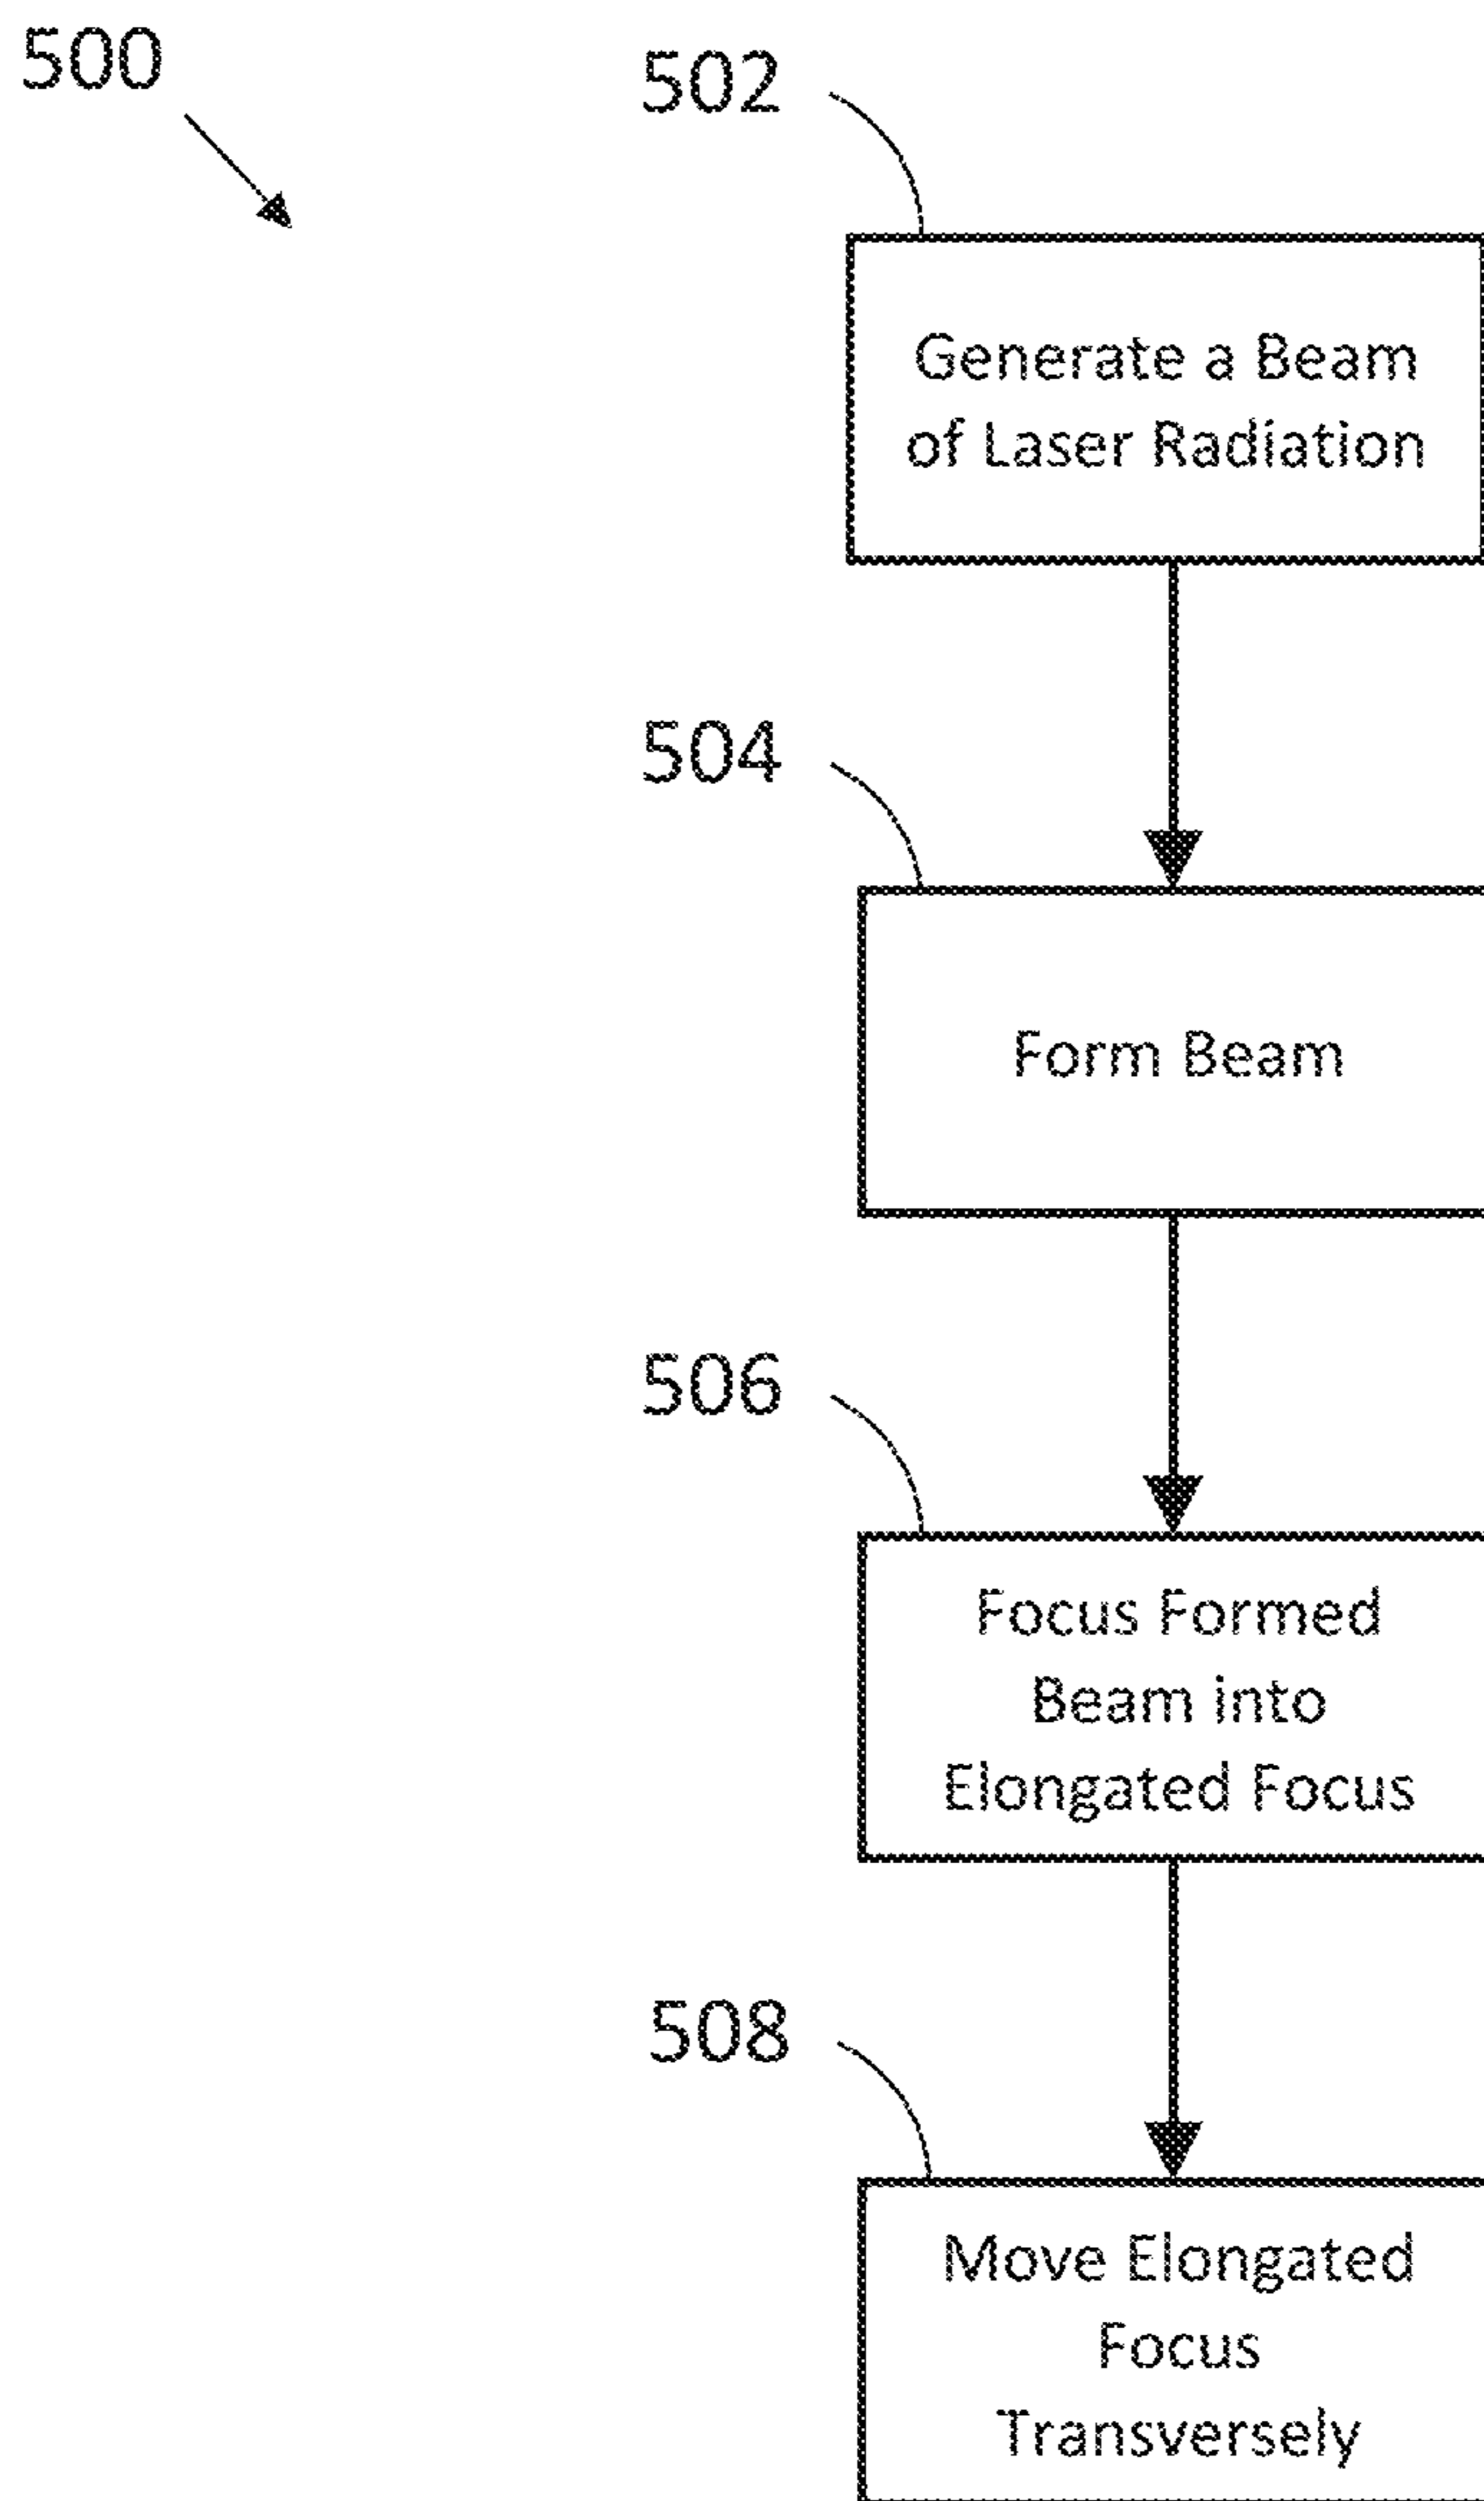 500
502
Generate a Beam
of Laser Radiation
504
Form Beam
506
Focus Formed
Beam into
Elongated Focus
508
Move Elongated
Focus
Transversely